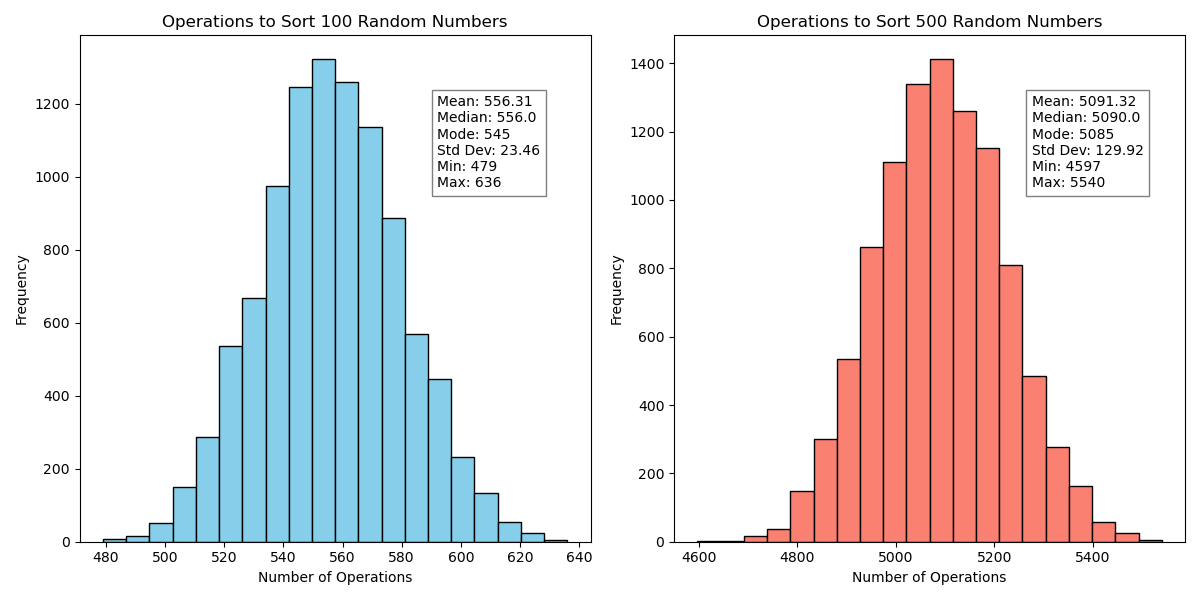 Operations to Sort 100 Random Numbers
1200
1000
800
600
400
200
0
Frequency
Mean: 556.31
Median: 556.0
Mode: 545
Std Dev: 23.46
Min: 479
Max: 636
480 500 520 540 560 580 600 620 640
Number of Operations
Operations to Sort 500 Random Numbers
1400
1200
1000
800
600
400
200
0
Frequency
Mean: 5091.32
Median: 5090.0
Mode: 5085
Std Dev: 129.92
Min: 4597
Max: 5540
4600 4800 5000 5200 5400
Number of Operations